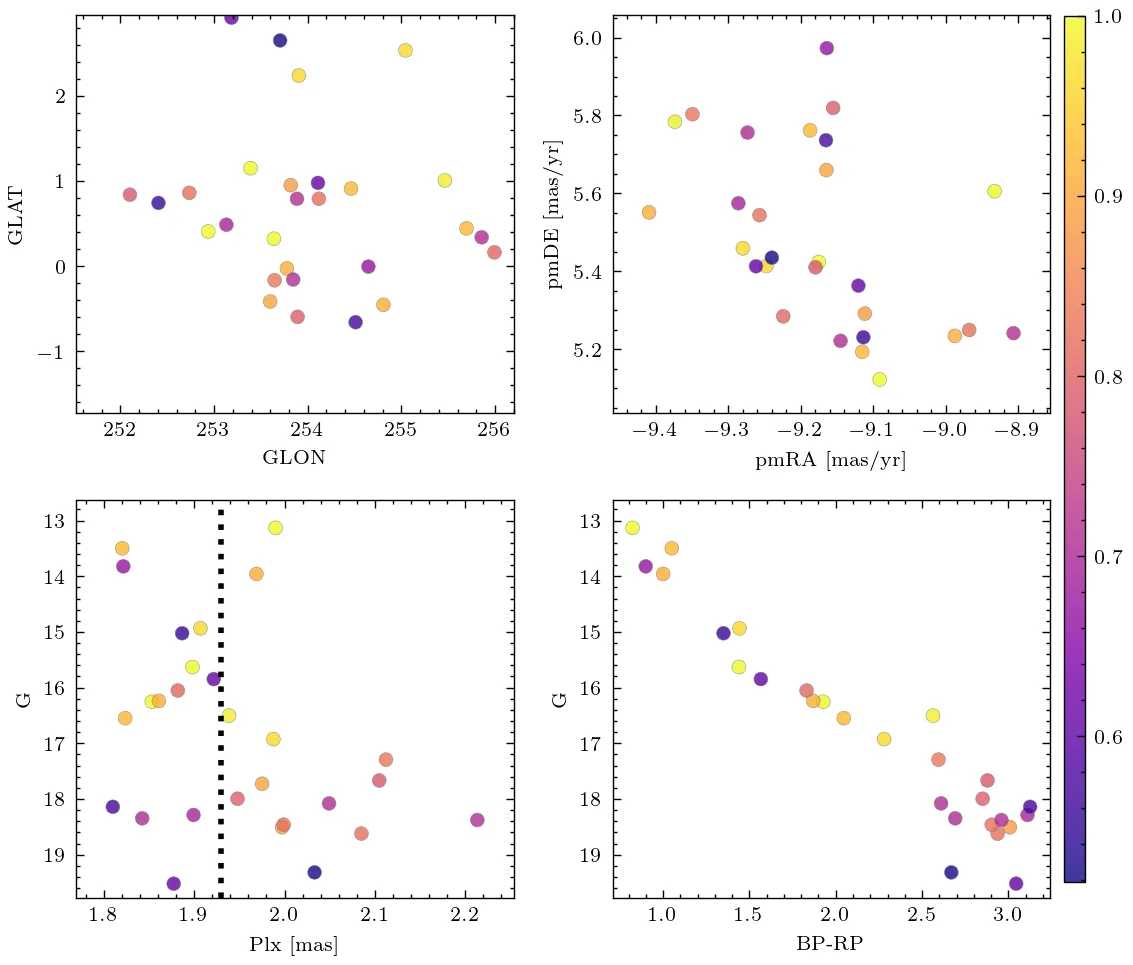 2
1
0
−1
GLAT
252 253 254 255 256
GLON
6.0
5.8
5.6
5.4
5.2
pmDE [mas/yr]
−9.4 −9.3 −9.2 −9.1 −9.0 −8.9
pmRA [mas/yr]
1.0
0.9
0.8
0.7
0.6
13
14
15
16
17
18
19
G
1.8 1.9 2.0 2.1 2.2
Plx [mas]
13
14
15
16
17
18
19
G
1.0 1.5 2.0 2.5 3.0
BP-RP